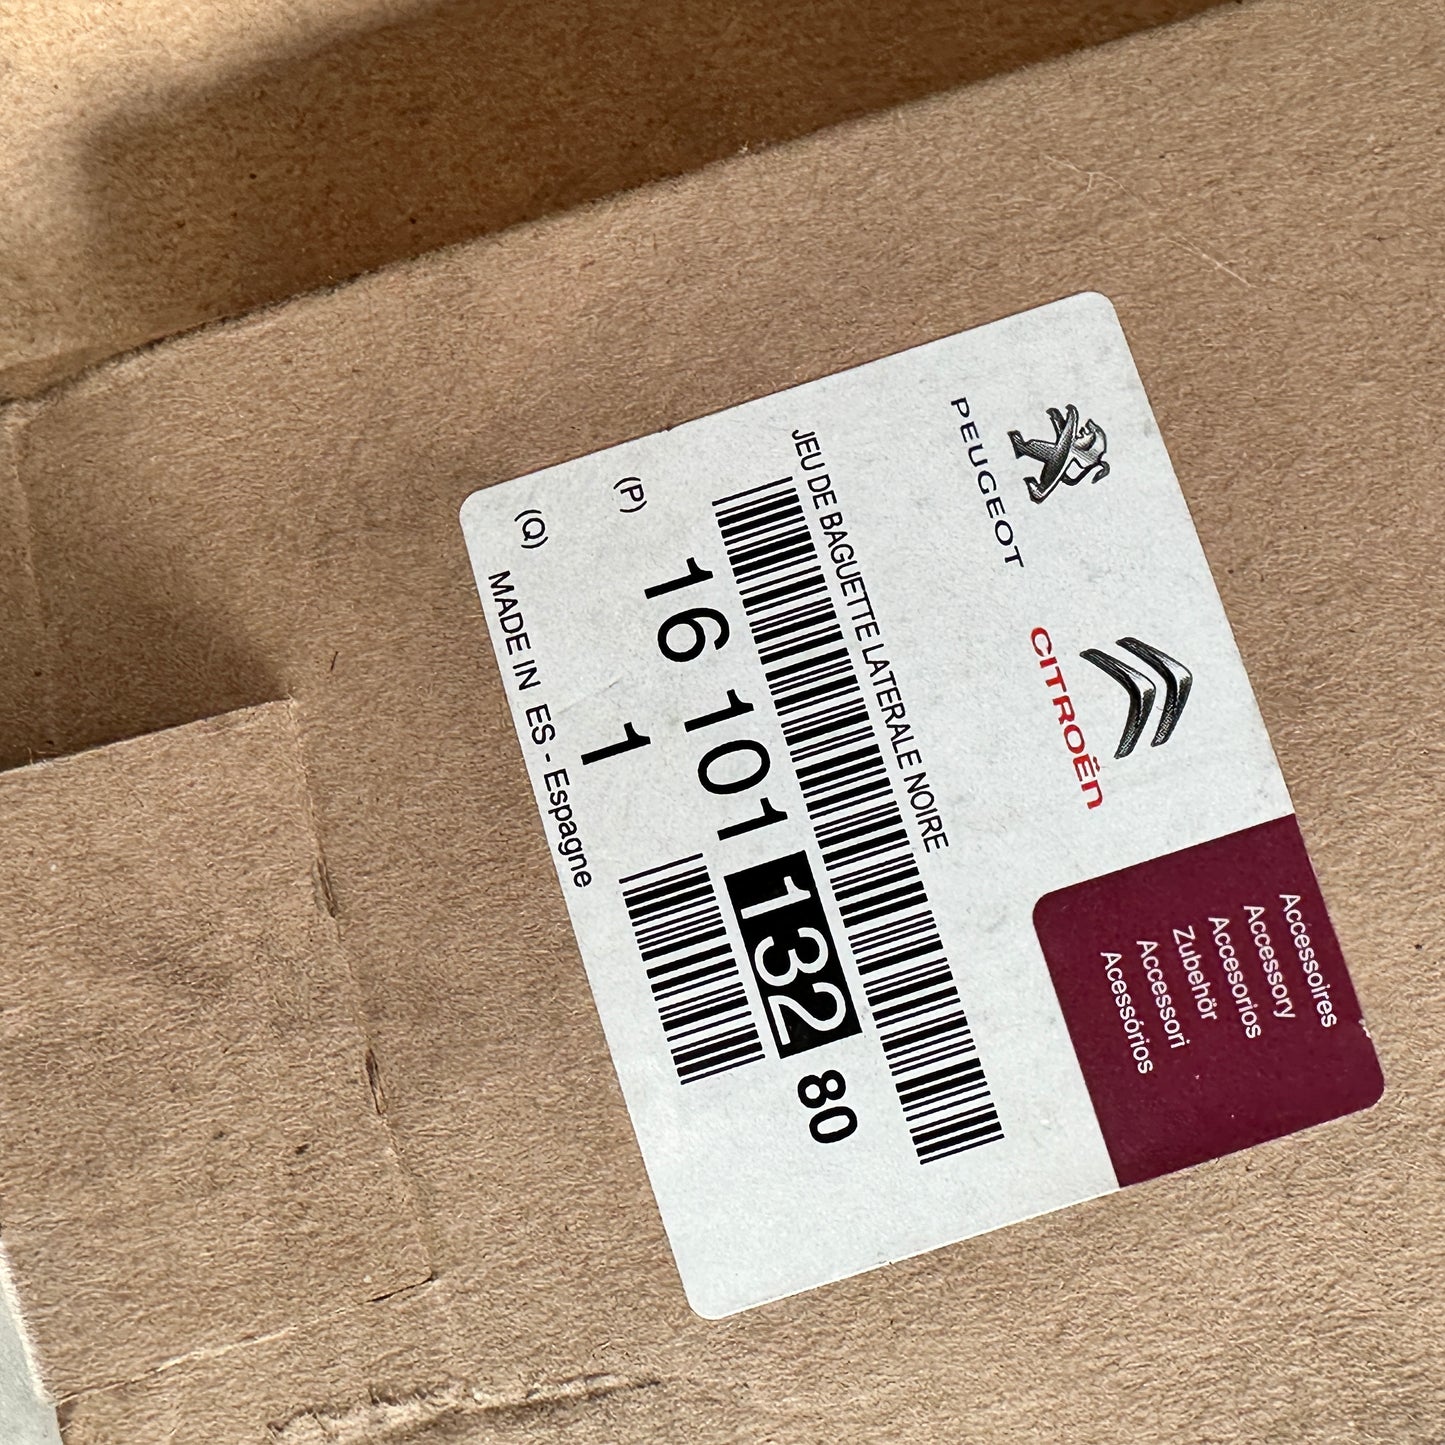 PEUGEOT
CITROËN
Accessoires
Accessory
Accesorios
Zubehör
Accessori
Acessórios
JEU DE BAGUETTE LATERALE NOIRE
(P) 16 101 132 80
(Q) 1
MADE IN ES - Espagne